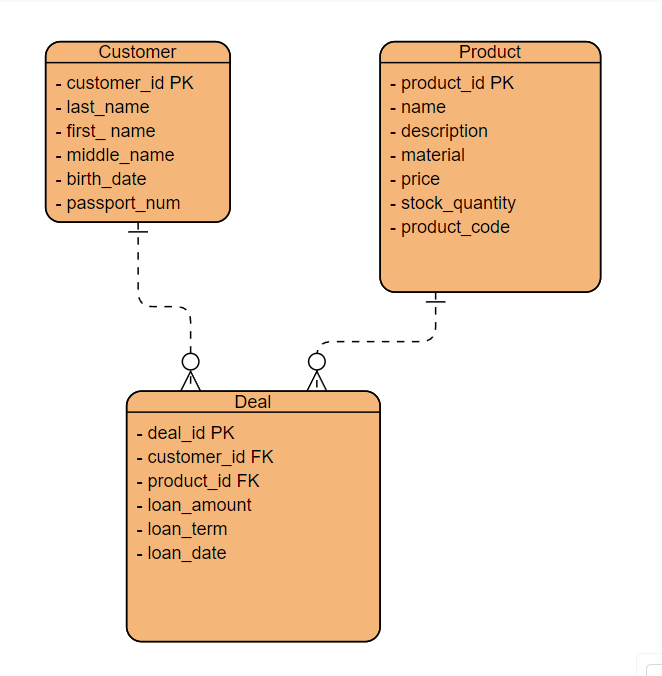 Customer
- customer_id PK
- last_name
- first_ name
- middle_name
- birth_date
- passport_num
Product
- product_id PK
- name
- description
- material
- price
- stock_quantity
- product_code
Deal
- deal_id PK
- customer_id FK
- product_id FK
- loan_amount
- loan_term
- loan_date